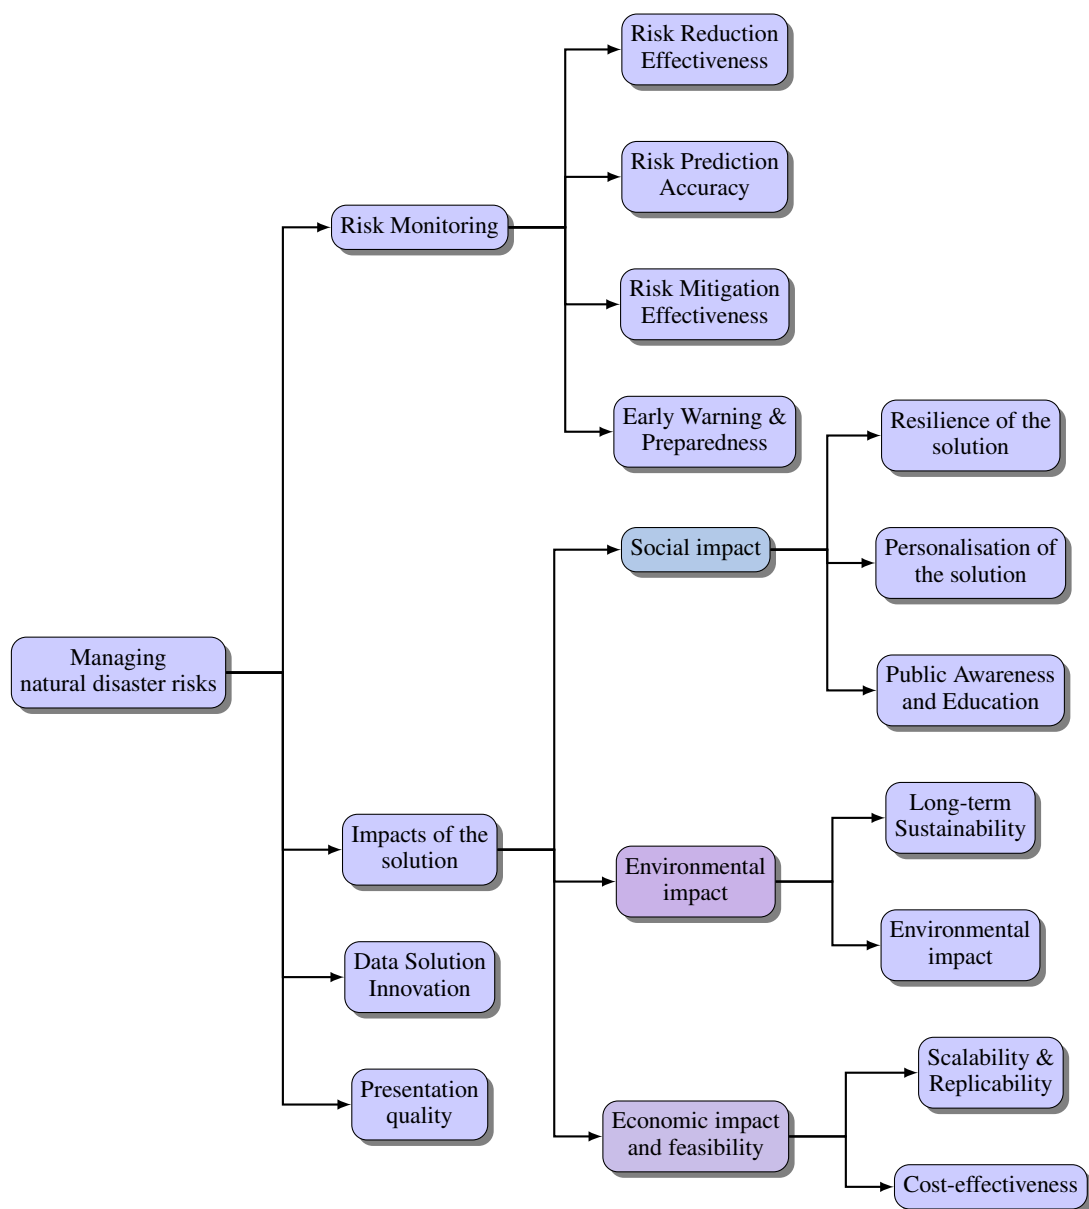 Risk Reduction
Effectiveness
Risk Prediction
Accuracy
Risk Monitoring
Risk Mitigation
Effectiveness
Early Warning &
Preparedness
Resilience of the
solution
Social impact
Personalisation of
the solution
Managing
natural disaster risks
Public Awareness
and Education
Long-term
Sustainability
Impacts of the
solution
Environmental
impact
Environmental
impact
Data Solution
Innovation
Scalability &
Replicability
Presentation
quality
Economic impact
and feasibility
Cost-effectiveness